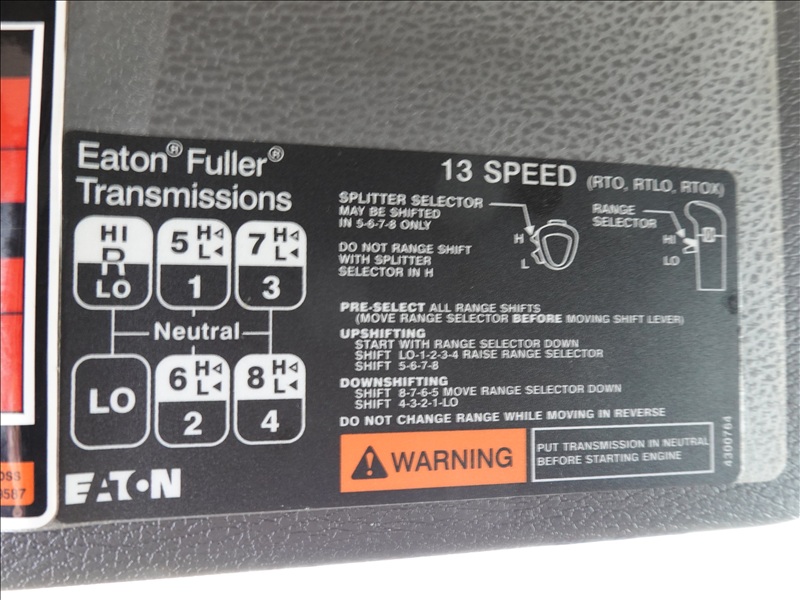 Eaton® Fuller®
Transmissions
HI
R
LO
5 H
L
1
7 H
L
3
Neutral
LO
6 H
L
2
8 H
L
4
EATON
13 SPEED (RTO, RTLO, RTOX)
SPLITTER SELECTOR
MAY BE SHIFTED
IN 5-6-7-8 ONLY
DO NOT RANGE SHIFT
WITH SPLITTER
SELECTOR IN H
H
L
RANGE
SELECTOR
HI
LO
PRE-SELECT ALL RANGE SHIFTS
(MOVE RANGE SELECTOR BEFORE MOVING SHIFT LEVER)
UPSHIFTING
START WITH RANGE SELECTOR DOWN
SHIFT LO-1-2-3-4 RAISE RANGE SELECTOR
SHIFT 5-6-7-8
DOWNSHIFTING
SHIFT 8-7-6-5 MOVE RANGE SELECTOR DOWN
SHIFT 4-3-2-1-LO
DO NOT CHANGE RANGE WHILE MOVING IN REVERSE
WARNING
PUT TRANSMISSION IN NEUTRAL
BEFORE STARTING ENGINE
4300764